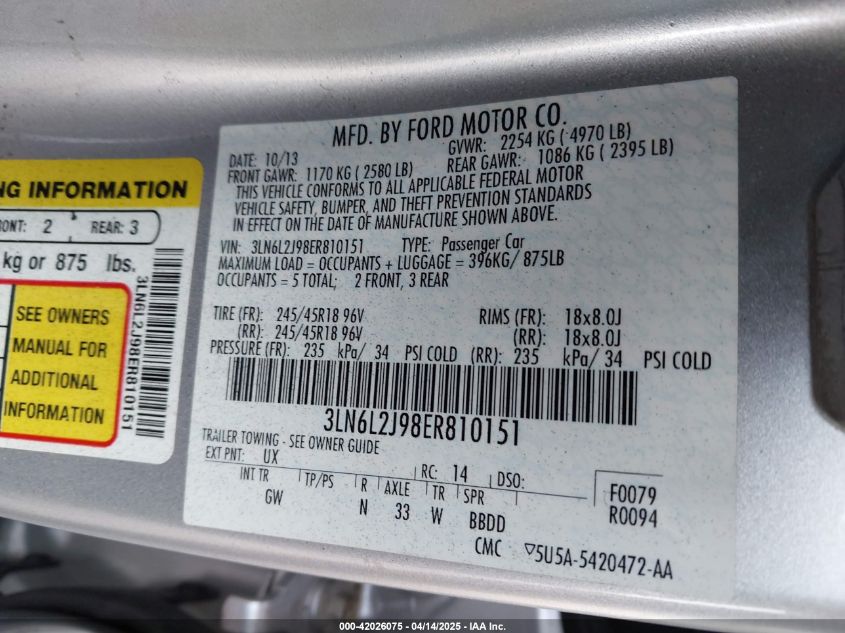 NG INFORMATION
FRONT: 2 REAR: 3
kg or 875 lbs.
SEE OWNERS
MANUAL FOR
ADDITIONAL
INFORMATION
3LN6L2J98ER810151
MFD. BY FORD MOTOR CO.
DATE: 10/13 GVWR: 2254 KG ( 4970 LB)
FRONT GAWR: 1170 KG ( 2580 LB) REAR GAWR: 1086 KG ( 2395 LB)
THIS VEHICLE CONFORMS TO ALL APPLICABLE FEDERAL MOTOR
VEHICLE SAFETY, BUMPER, AND THEFT PREVENTION STANDARDS
IN EFFECT ON THE DATE OF MANUFACTURE SHOWN ABOVE.
VIN: 3LN6L2J98ER810151 TYPE: Passenger Car
MAXIMUM LOAD = OCCUPANTS + LUGGAGE = 396KG/ 875LB
OCCUPANTS = 5 TOTAL; 2 FRONT, 3 REAR
TIRE (FR): 245/45R18 96V RIMS (FR): 18x8.0J
(RR): 245/45R18 96V (RR): 18x8.0J
PRESSURE (FR): 235 kPa/ 34 PSI COLD (RR): 235 kPa/ 34 PSI COLD
3LN6L2J98ER810151
TRAILER TOWING - SEE OWNER GUIDE
EXT PNT: UX RC: 14 DSO:
INT TR TP/PS R AXLE TR SPR
GW N 33 W BBDD
F0079
R0094
CMC ▽5U5A-5420472-AA
000-42026075 - 04/14/2025 - IAA Inc.